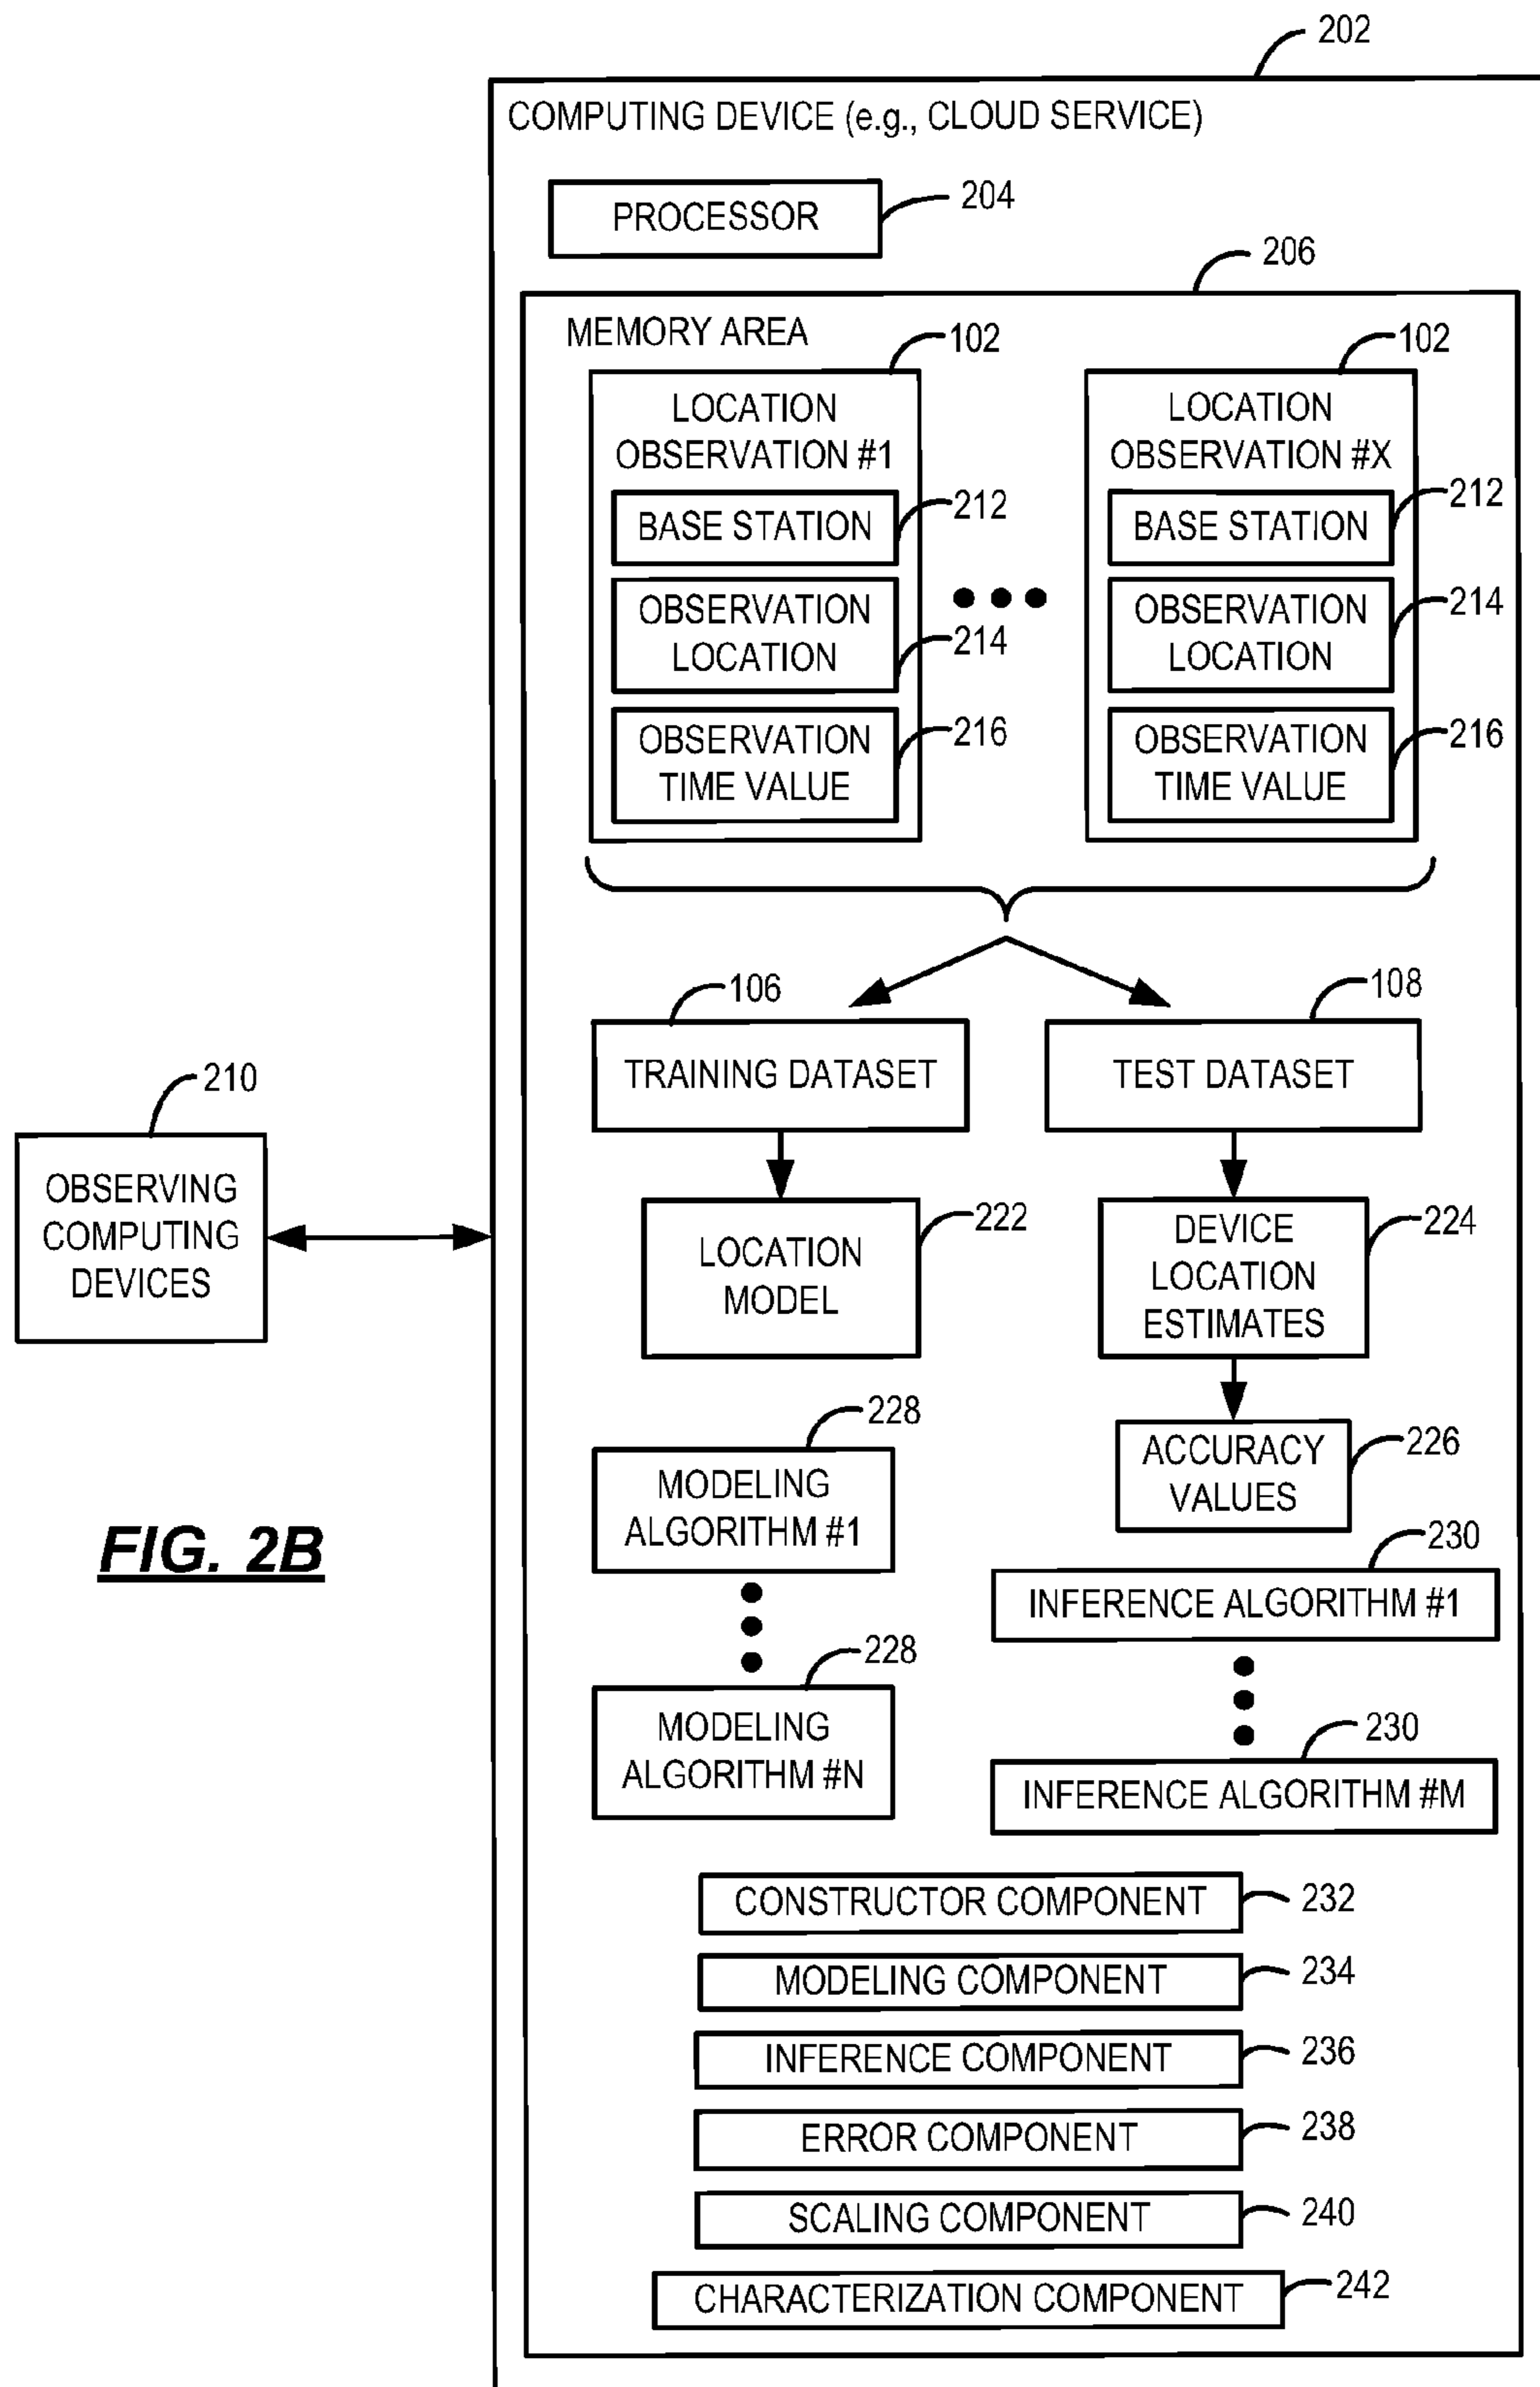 202
COMPUTING DEVICE (e.g., CLOUD SERVICE)
PROCESSOR
204
206
MEMORY AREA
102
102
LOCATION
OBSERVATION #1
LOCATION
OBSERVATION #X
BASE STATION
212
BASE STATION
212
OBSERVATION
LOCATION
214
OBSERVATION
LOCATION
214
OBSERVATION
TIME VALUE
216
OBSERVATION
TIME VALUE
216
106
108
TRAINING DATASET
TEST DATASET
210
OBSERVING
COMPUTING
DEVICES
LOCATION
MODEL
222
DEVICE
LOCATION
ESTIMATES
224
228
MODELING
ALGORITHM #1
ACCURACY
VALUES
226
FIG. 2B
230
INFERENCE ALGORITHM #1
228
MODELING
ALGORITHM #N
230
INFERENCE ALGORITHM #M
CONSTRUCTOR COMPONENT
232
MODELING COMPONENT
234
INFERENCE COMPONENT
236
ERROR COMPONENT
238
SCALING COMPONENT
240
CHARACTERIZATION COMPONENT
242